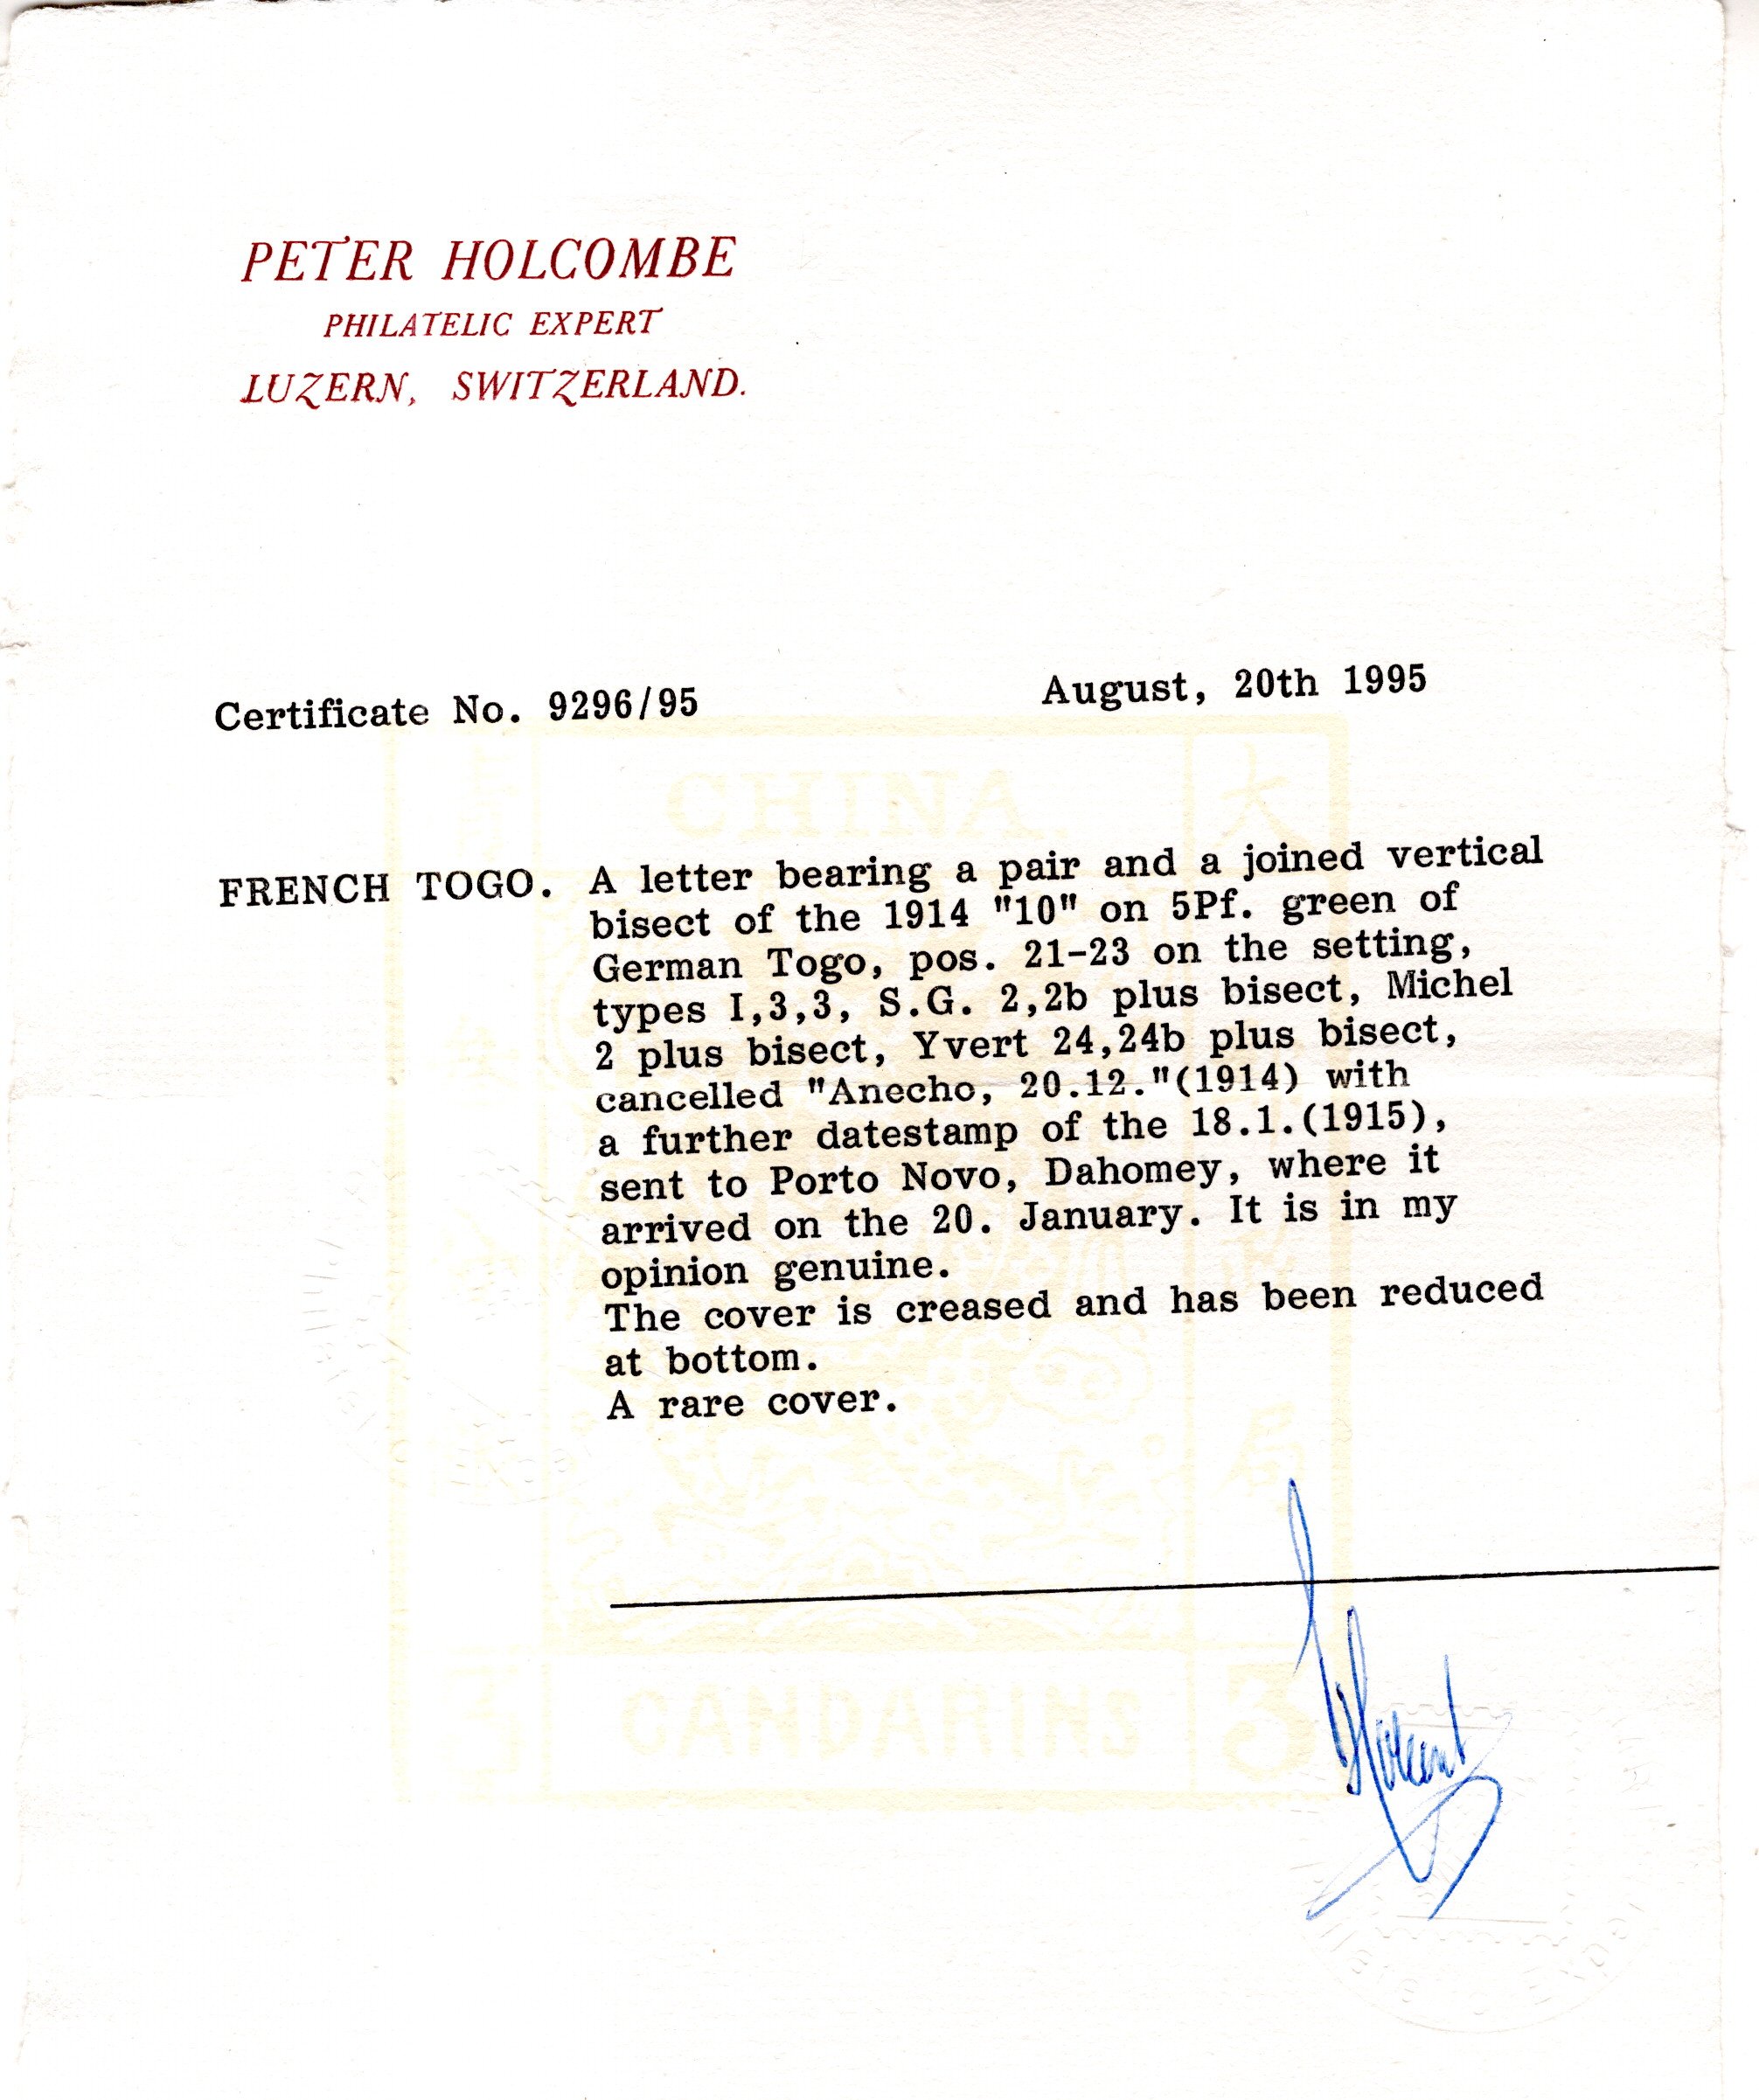 PETER HOLCOMBE
PHILATELIC EXPERT
LUZERN, SWITZERLAND.
Certificate No. 9296/95 August, 20th 1995
CHINA.
大
FRENCH TOGO. A letter bearing a pair and a joined vertical
bisect of the 1914 "10" on 5Pf. green of
German Togo, pos. 21-23 on the setting,
types I,3,3, S.G. 2,2b plus bisect, Michel
2 plus bisect, Yvert 24,24b plus bisect,
cancelled "Anecho, 20.12."(1914) with
a further datestamp of the 18.1.(1915),
sent to Porto Novo, Dahomey, where it
arrived on the 20. January. It is in my
opinion genuine.
The cover is creased and has been reduced
at bottom.
A rare cover.
局
CANDARINS 3